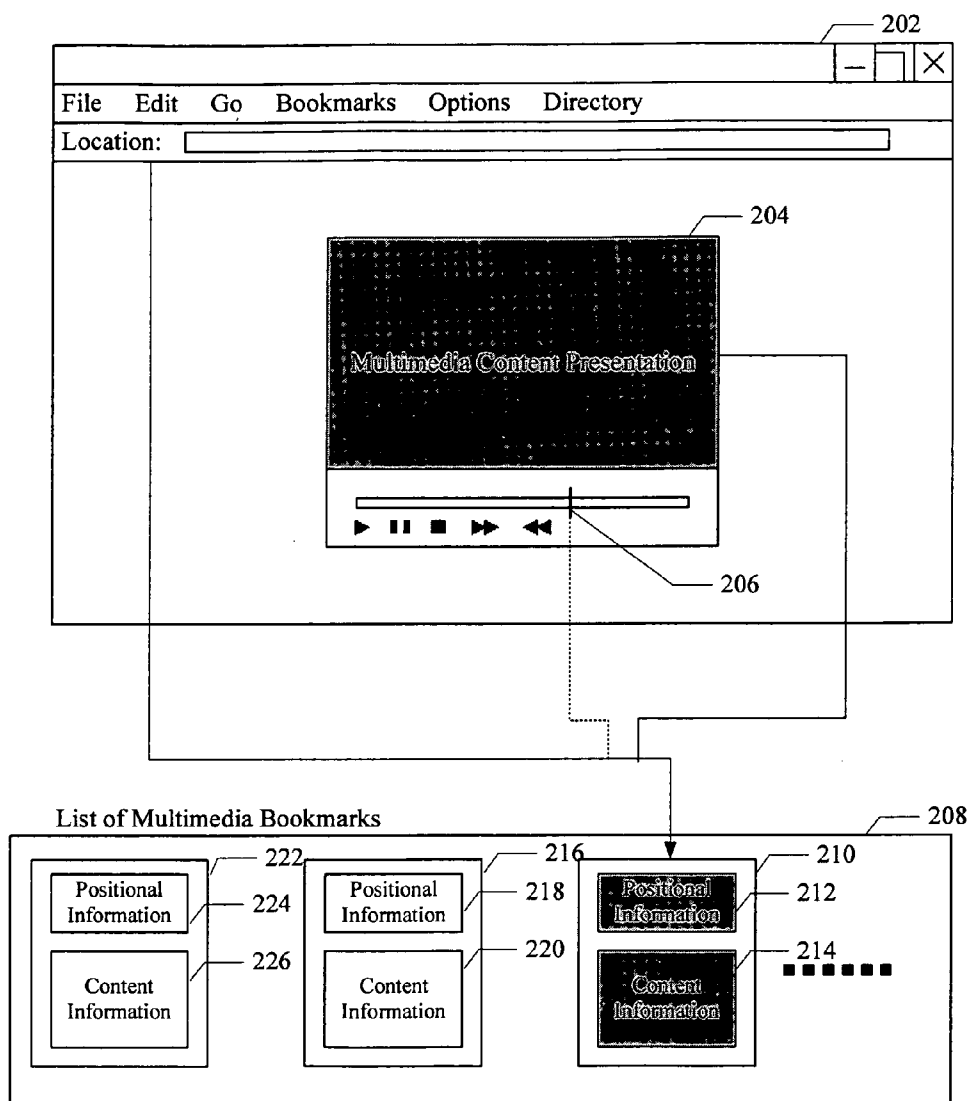 202
File Edit Go Bookmarks Options Directory
Location:
204
Multimedia Content Presentation
206
List of Multimedia Bookmarks
208
222
216
210
Positional
Information
224
Positional
Information
218
Positional
Information
212
226
220
214
Content
Information
Content
Information
Content
Information